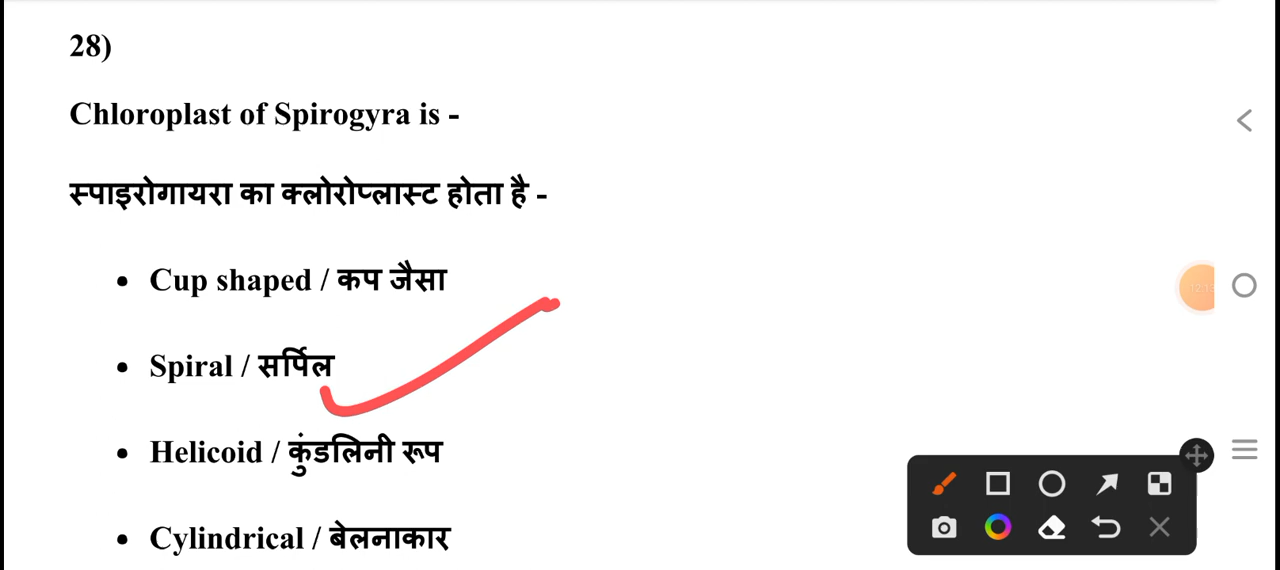 28)
Chloroplast of Spirogyra is -
स्पाइरोगायरा का क्लोरोप्लास्ट होता है -
• Cup shaped / कप जैसा
• Spiral / सर्पिल
• Helicoid / कुंडलिनी रूप
• Cylindrical / बेलनाकार